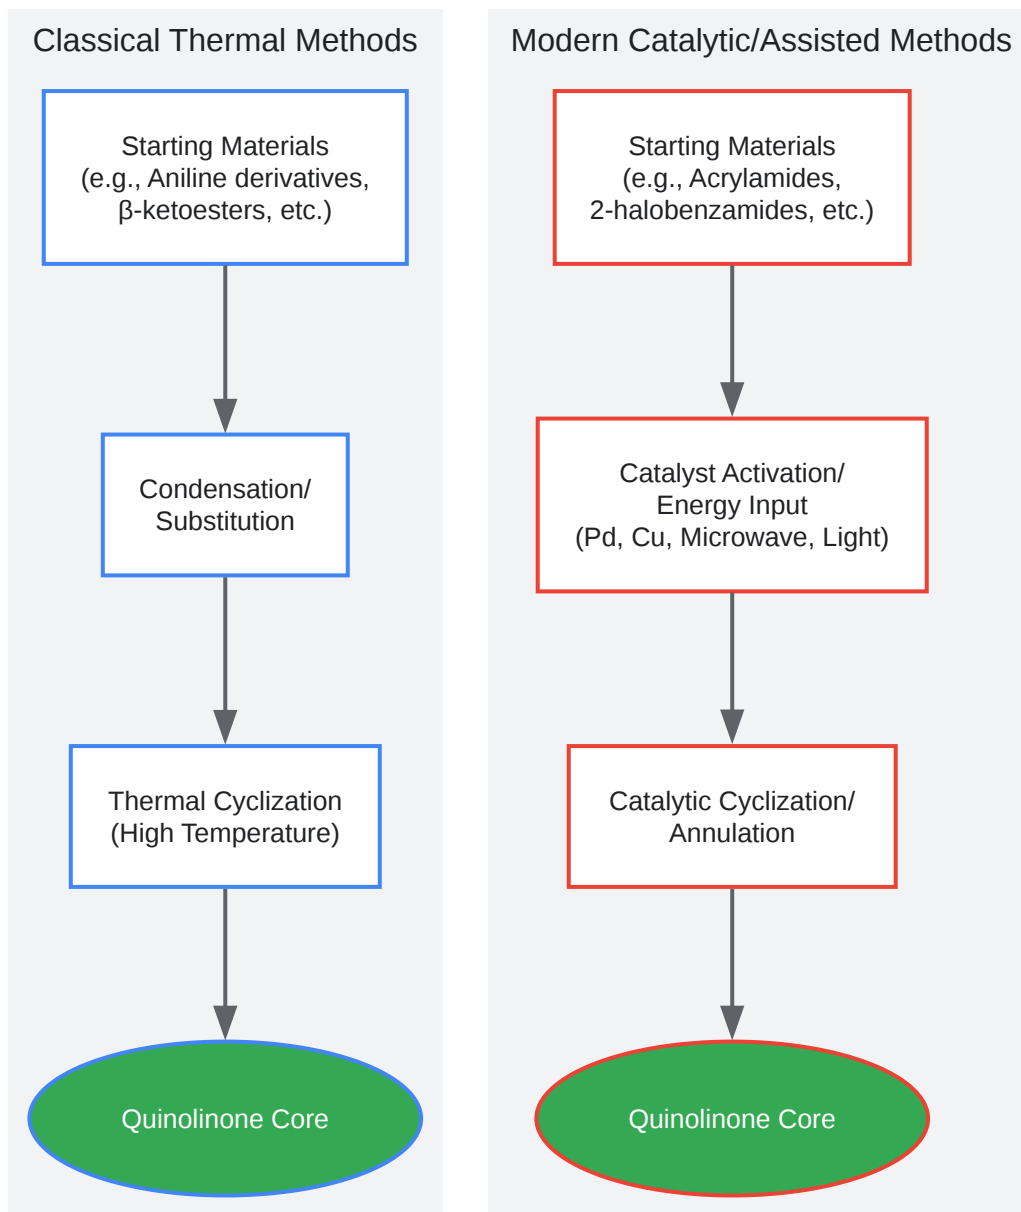 Classical Thermal Methods
Starting Materials
(e.g., Aniline derivatives,
β-ketoesters, etc.)
Condensation/
Substitution
Thermal Cyclization
(High Temperature)
Quinolinone Core
Modern Catalytic/Assisted Methods
Starting Materials
(e.g., Acrylamides,
2-halobenzamides, etc.)
Catalyst Activation/
Energy Input
(Pd, Cu, Microwave, Light)
Catalytic Cyclization/
Annulation
Quinolinone Core